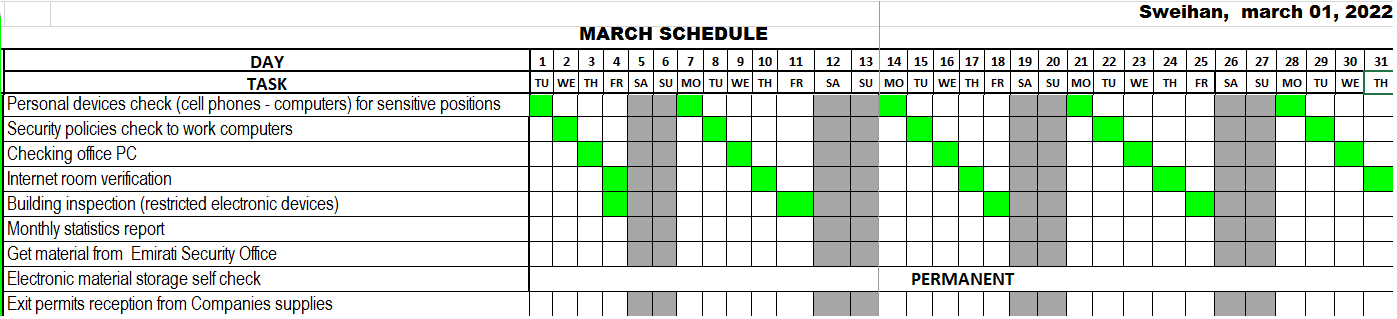 Sweihan,  march 01, 2022
MARCH SCHEDULE
DAY 1 2 3 4 5 6 7 8 9 10 11 12 13 14 15 16 17 18 19 20 21 22 23 24 25 26 27 28 29 30 31
TASK TU WE TH FR SA SU MO TU WE TH FR SA SU MO TU WE TH FR SA SU MO TU WE TH FR SA SU MO TU WE TH
Personal devices check (cell phones - computers) for sensitive positions
Security policies check to work computers
Checking office PC
Internet room verification
Building inspection (restricted electronic devices)
Monthly statistics report
Get material from  Emirati Security Office
Electronic material storage self check PERMANENT
Exit permits reception from Companies supplies